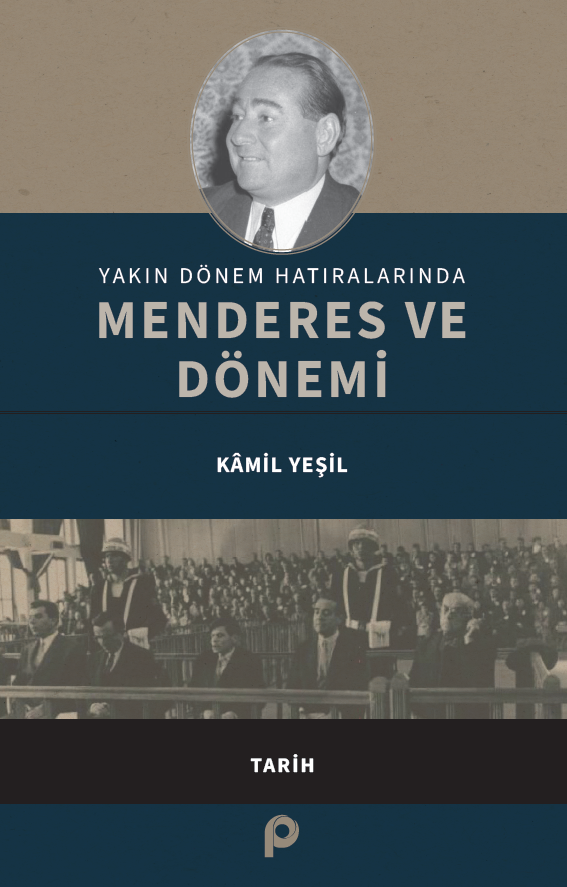 YAKIN DÖNEM HATIRALARINDA
MENDERES VE
DÖNEMİ
KÂMİL YEŞİL
TARİH